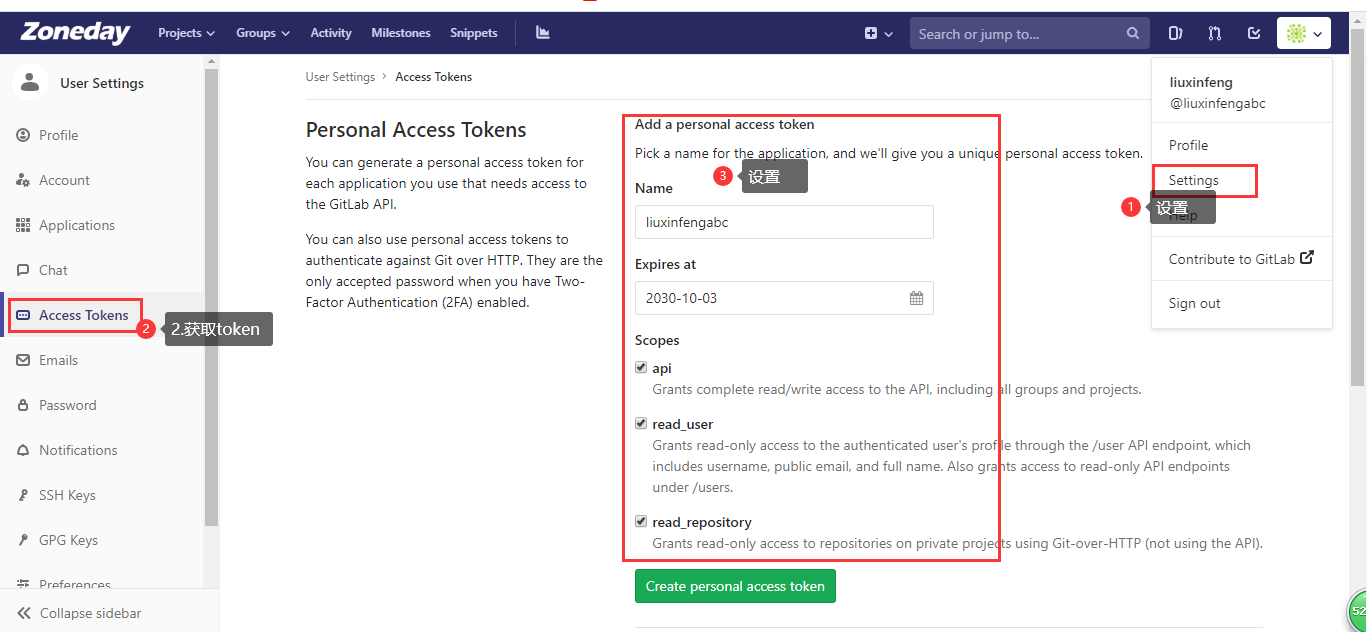 Zoneday
Projects
Groups
Activity
Milestones
Snippets
Search or jump to...
User Settings
Profile
Account
Applications
Chat
Access Tokens
2
2.获取token
Emails
Password
Notifications
SSH Keys
GPG Keys
Preferences
Collapse sidebar
User Settings › Access Tokens
Personal Access Tokens
You can generate a personal access token for
each application you use that needs access to
the GitLab API.
You can also use personal access tokens to
authenticate against Git over HTTP. They are the
only accepted password when you have Two-
Factor Authentication (2FA) enabled.
Add a personal access token
Pick a name for the application, and we'll give you a unique personal access token.
3
设置
Name
liuxinfengabc
Expires at
2030-10-03
Scopes
api
Grants complete read/write access to the API, including all groups and projects.
read_user
Grants read-only access to the authenticated user's profile through the /user API endpoint, which
includes username, public email, and full name. Also grants access to read-only API endpoints
under /users.
read_repository
Grants read-only access to repositories on private projects using Git-over-HTTP (not using the API).
Create personal access token
liuxinfeng
@liuxinfengabc
Profile
Settings
1
设置
Help
Contribute to GitLab
Sign out
52